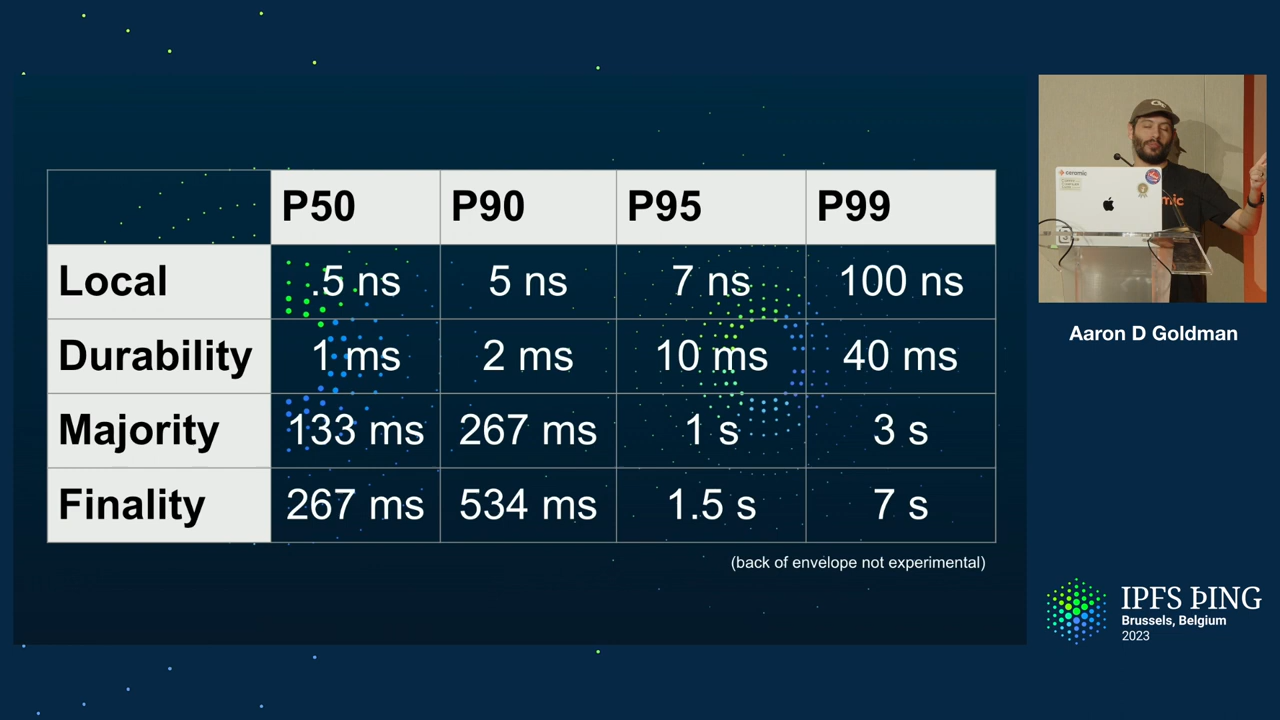 P50 P90 P95 P99
Local .5 ns 5 ns 7 ns 100 ns
Durability 1 ms 2 ms 10 ms 40 ms
Majority 133 ms 267 ms 1 s 3 s
Finality 267 ms 534 ms 1.5 s 7 s
(back of envelope not experimental)
ceramic
mic
Aaron D Goldman
IPFS ÞING
Brussels, Belgium
2023